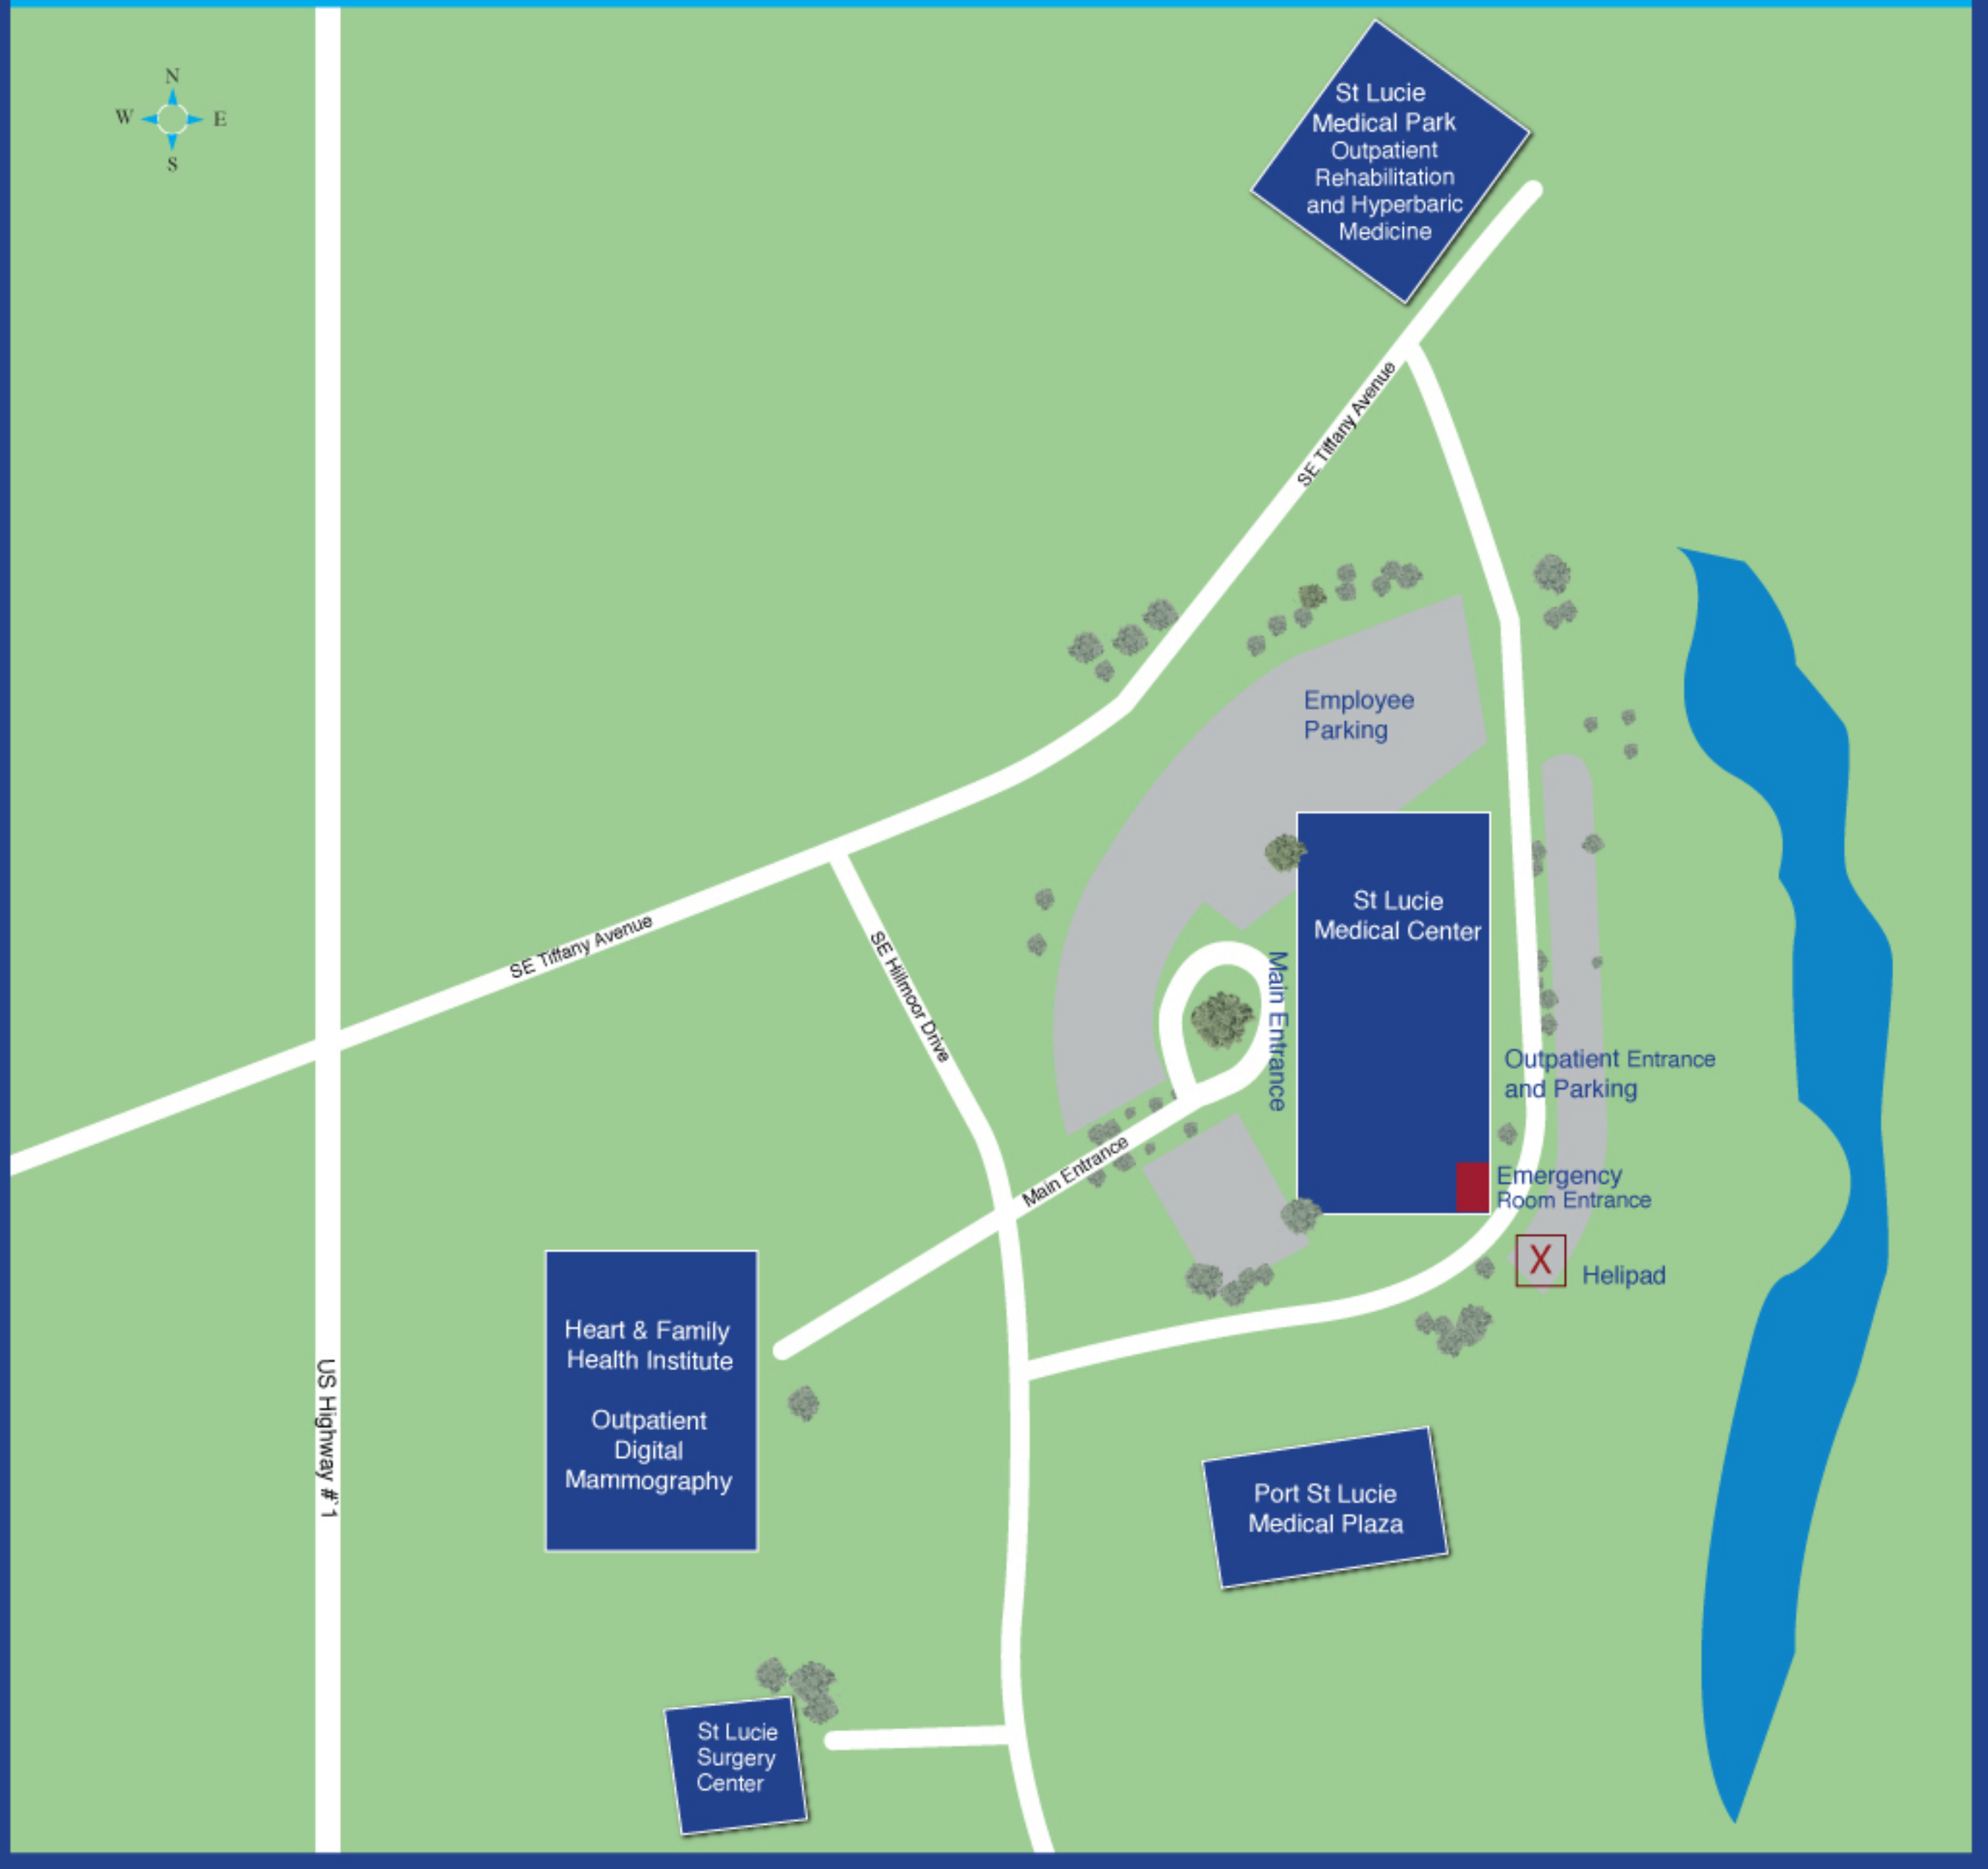 N
W
E
S
St Lucie
Medical Park
Outpatient
Rehabilitation
and Hyperbaric
Medicine
SE Tiffany Avenue
Employee
Parking
St Lucie
Medical Center
SE Tiffany Avenue
SE Hillmoor Drive
Main Entrance
Outpatient Entrance
and Parking
Main Entrance
Emergency
Room Entrance
X
Helipad
Heart & Family
Health Institute
Outpatient
Digital
Mammography
US Highway #1
Port St Lucie
Medical Plaza
St Lucie
Surgery
Center